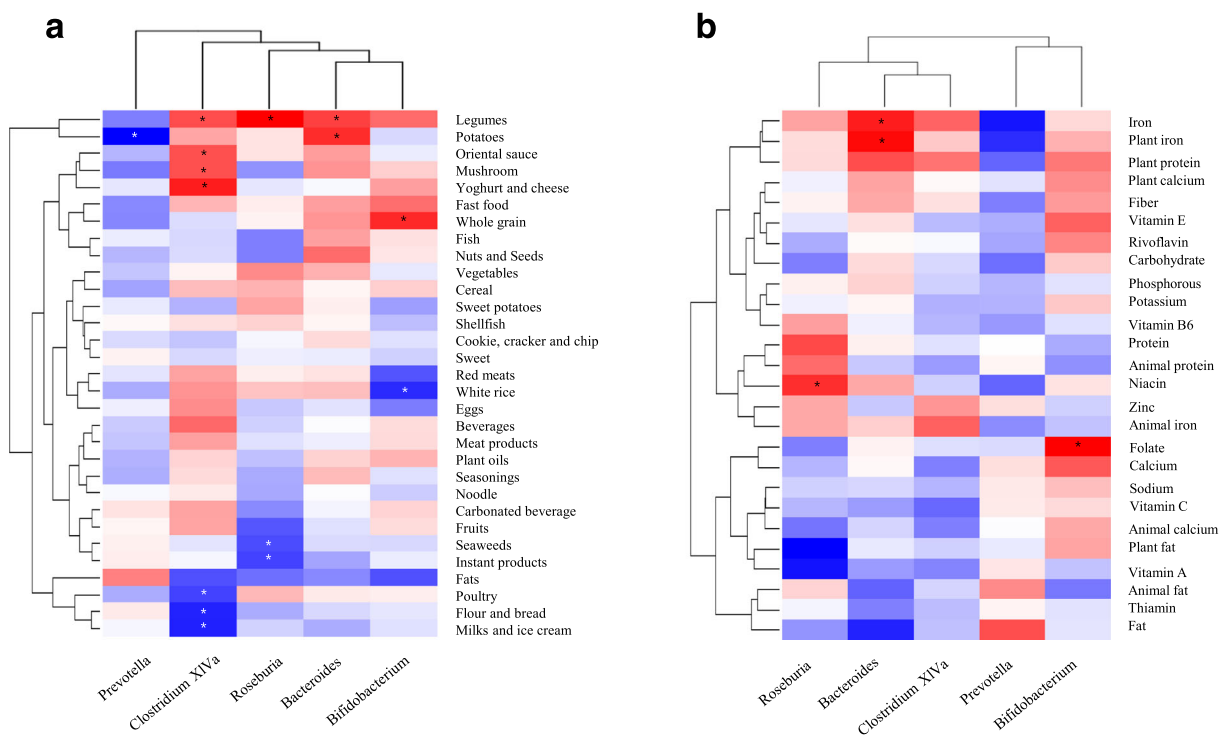 a
Legumes
Potatoes
Oriental sauce
Mushroom
Yoghurt and cheese
Fast food
Whole grain
Fish
Nuts and Seeds
Vegetables
Cereal
Sweet potatoes
Shellfish
Cookie, cracker and chip
Sweet
Red meats
White rice
Eggs
Beverages
Meat products
Plant oils
Seasonings
Noodle
Carbonated beverage
Fruits
Seaweeds
Instant products
Fats
Poultry
Flour and bread
Milks and ice cream
Prevotella
Clostridium XIVa
Roseburia
Bacteroides
Bifidobacterium
b
Iron
Plant iron
Plant protein
Plant calcium
Fiber
Vitamin E
Rivoflavin
Carbohydrate
Phosphorous
Potassium
Vitamin B6
Protein
Animal protein
Niacin
Zinc
Animal iron
Folate
Calcium
Sodium
Vitamin C
Animal calcium
Plant fat
Vitamin A
Animal fat
Thiamin
Fat
Roseburia
Bacteroides
Clostridium XIVa
Prevotella
Bifidobacterium